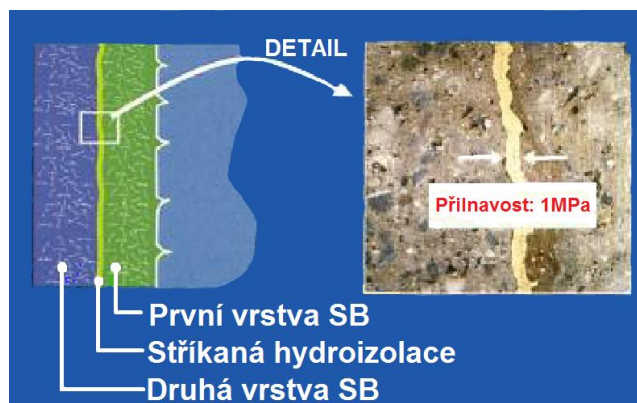 DETAIL
Přilnavost: 1MPa
První vrstva SB
Stříkaná hydroizolace
Druhá vrstva SB